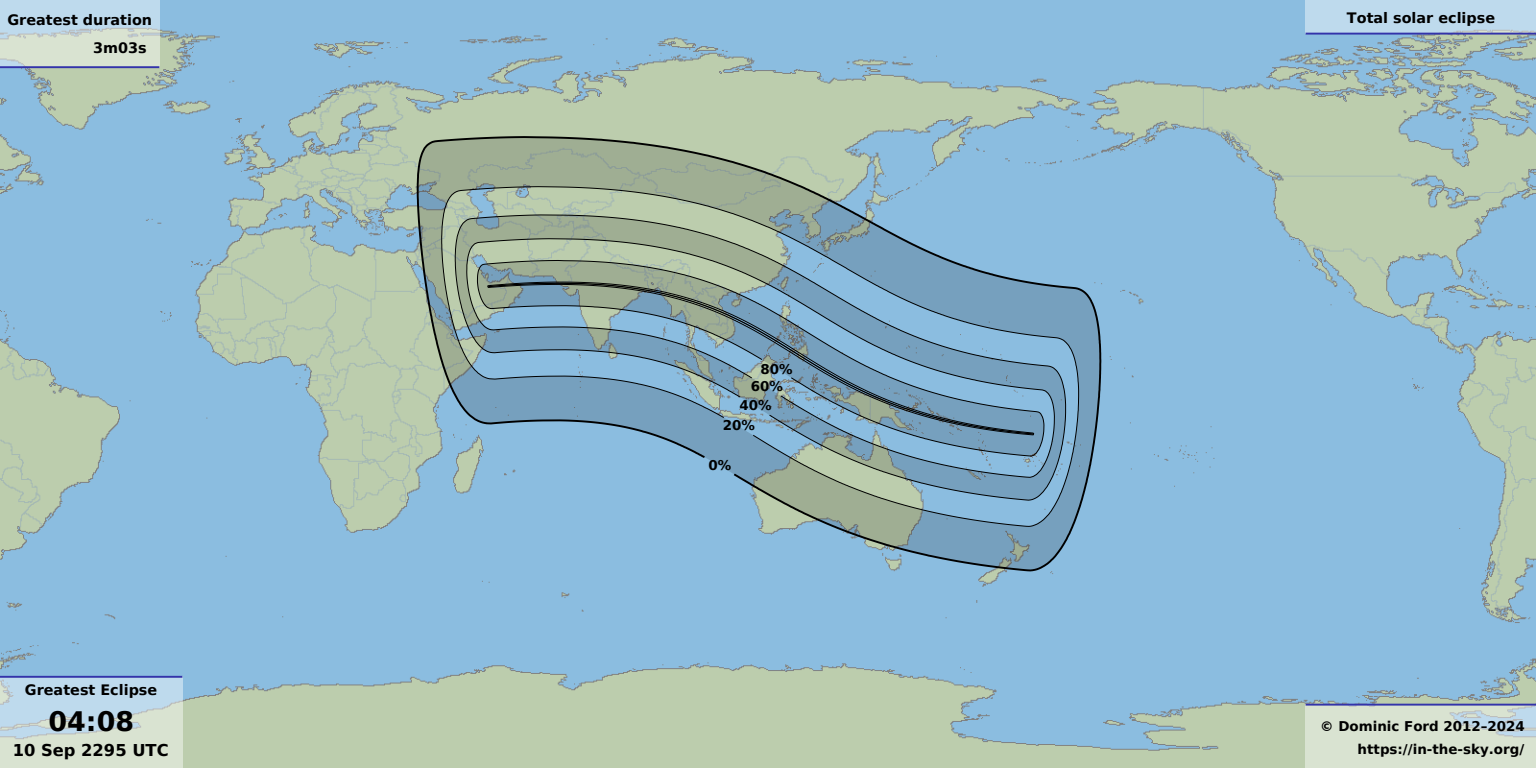 Greatest duration
3m03s
Total solar eclipse
80%
60%
40%
20%
0%
Greatest Eclipse
04:08
10 Sep 2295 UTC
© Dominic Ford 2012–2024
https://in-the-sky.org/